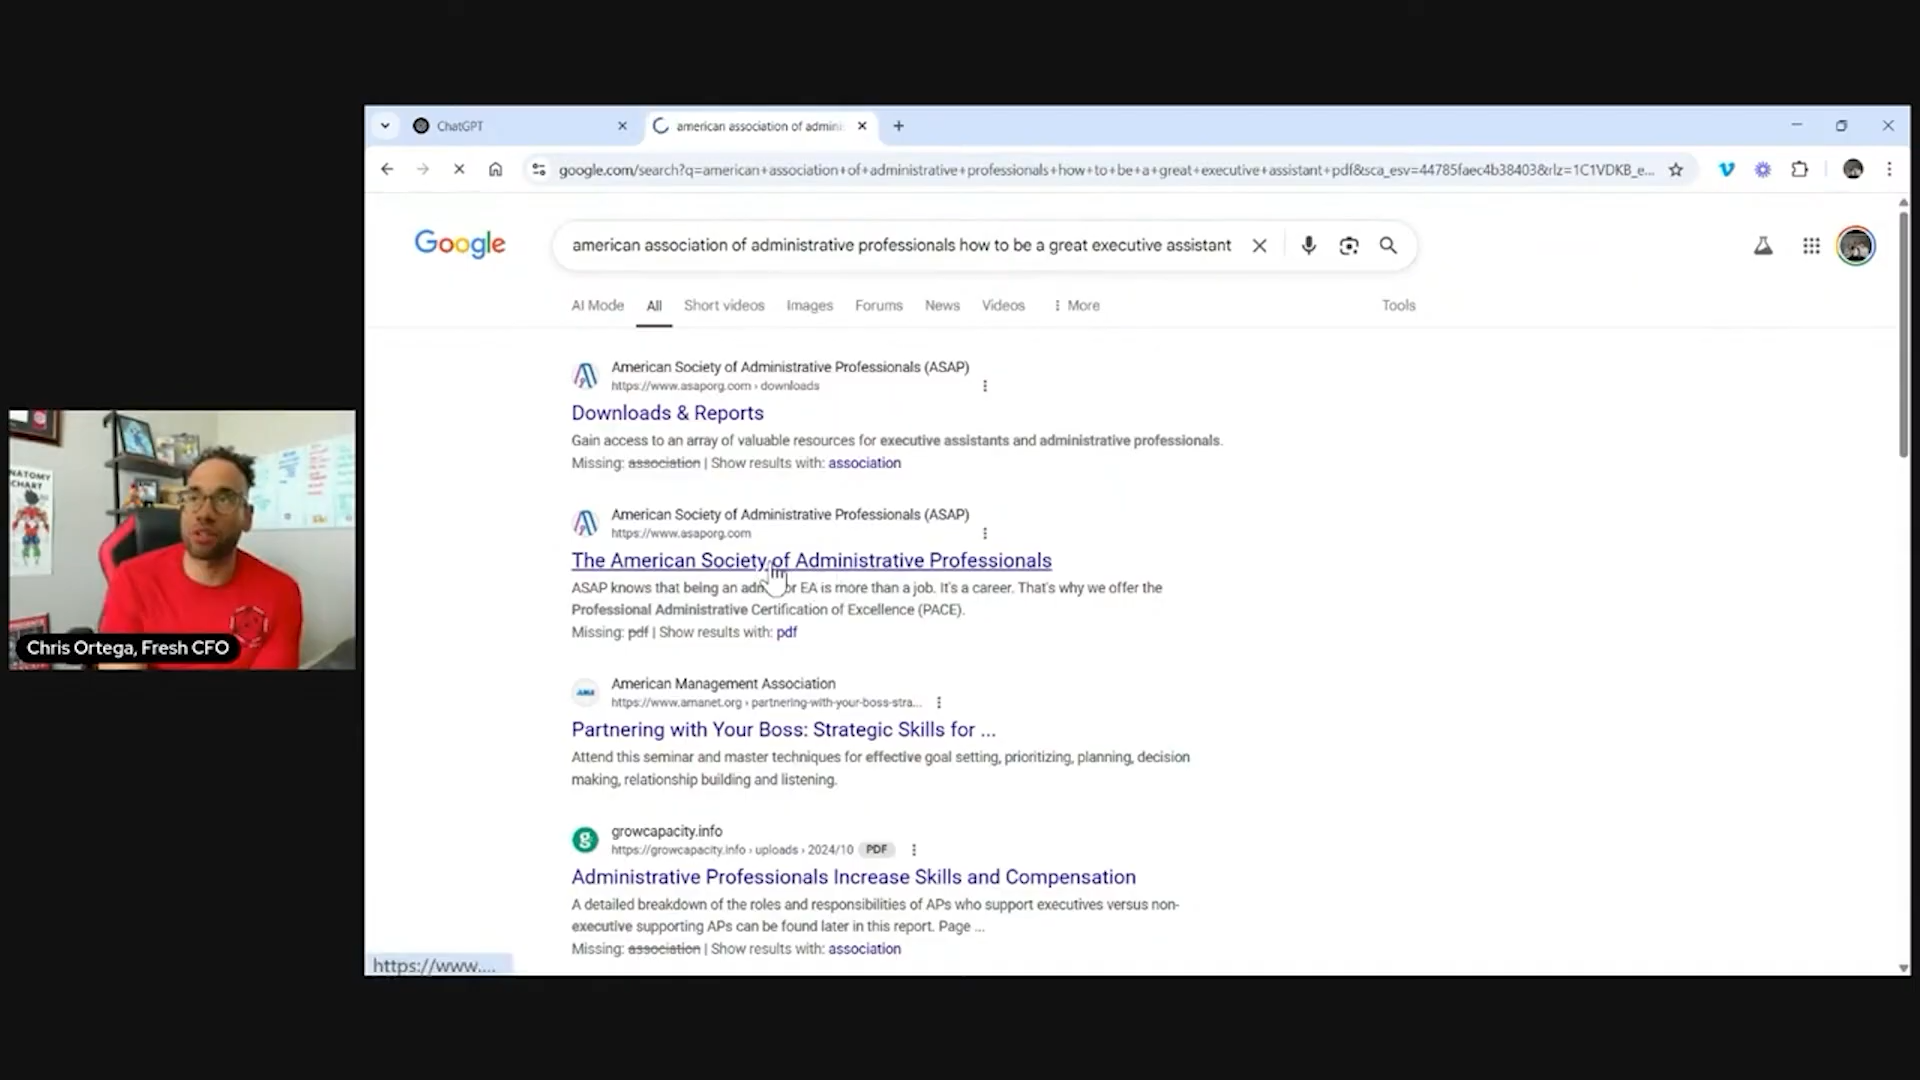 ChatGPT
american association of admini
google.com/search?q=american+association+of+administrative+professionals+how+to+be+a+great+executive+assistant+pdf&sca_esv=44785faec4b38403&rlz=1C1VDKB_e...
Google
american association of administrative professionals how to be a great executive assistant
AI Mode
All
Short videos
Images
Forums
News
Videos
More
Tools
American Society of Administrative Professionals (ASAP)
https://www.asaporg.com › downloads
Downloads & Reports
Gain access to an array of valuable resources for executive assistants and administrative professionals.
Missing: association | Show results with: association
American Society of Administrative Professionals (ASAP)
https://www.asaporg.com
The American Society of Administrative Professionals
ASAP knows that being an adm or EA is more than a job. It's a career. That's why we offer the
Professional Administrative Certification of Excellence (PACE).
Missing: pdf | Show results with: pdf
American Management Association
https://www.amanet.org › partnering-with-your-boss-stra...
Partnering with Your Boss: Strategic Skills for ...
Attend this seminar and master techniques for effective goal setting, prioritizing, planning, decision
making, relationship building and listening.
growcapacity.info
https://growcapacity.info › uploads › 2024/10 PDF
Administrative Professionals Increase Skills and Compensation
A detailed breakdown of the roles and responsibilities of APs who support executives versus non-
executive supporting APs can be found later in this report. Page ...
Missing: association | Show results with: association
https://www....
NATOMY
CHART
Chris Ortega, Fresh CFO